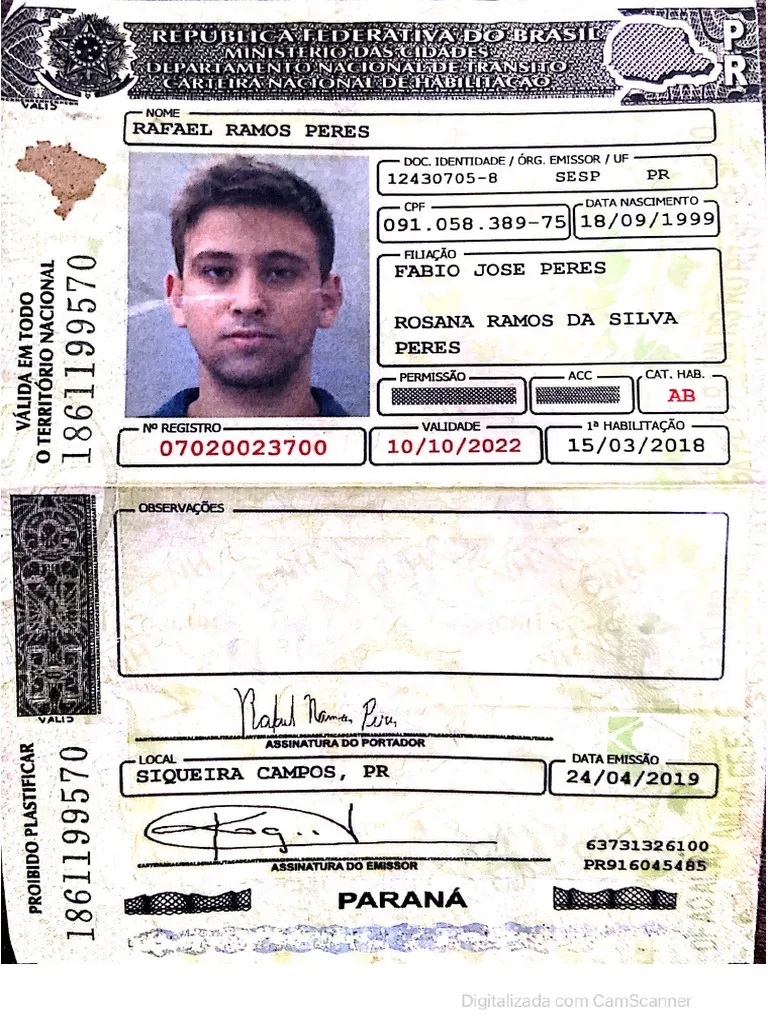 REPÚBLICA FEDERATIVA DO BRASIL
MINISTÉRIO DAS CIDADES
DEPARTAMENTO NACIONAL DE TRÂNSITO
CARTEIRA NACIONAL DE HABILITAÇÃO
PR
NOME
RAFAEL RAMOS PERES
DOC. IDENTIDADE / ÓRG. EMISSOR / UF
12430705-8 SESP PR
CPF
091.058.389-75
DATA NASCIMENTO
18/09/1999
FILIAÇÃO
FABIO JOSE PERES
ROSANA RAMOS DA SILVA
PERES
PERMISSÃO
ACC
CAT. HAB.
AB
Nº REGISTRO
07020023700
VALIDADE
10/10/2022
1ª HABILITAÇÃO
15/03/2018
VÁLIDA EM TODO
O TERRITÓRIO NACIONAL
1861199570
OBSERVAÇÕES
Rafael Ramos Peres
ASSINATURA DO PORTADOR
LOCAL
SIQUEIRA CAMPOS, PR
DATA EMISSÃO
24/04/2019
63731326100
PR916045485
ASSINATURA DO EMISSOR
PROIBIDO PLASTIFICAR
1861199570
PARANÁ
Digitalizada com CamScanner